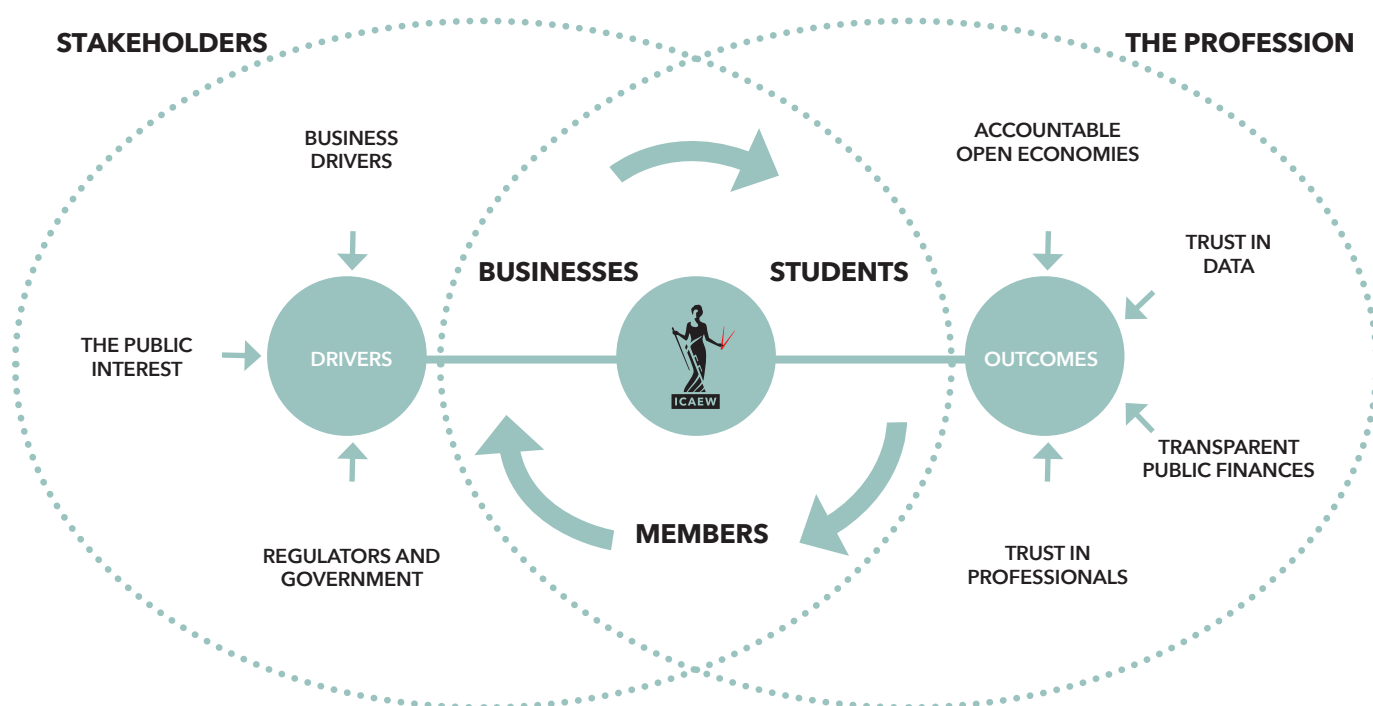 STAKEHOLDERS
THE PROFESSION
BUSINESS
DRIVERS
ACCOUNTABLE
OPEN ECONOMIES
TRUST IN
DATA
BUSINESSES
STUDENTS
THE PUBLIC
INTEREST
DRIVERS
ICAEW
OUTCOMES
TRANSPARENT
PUBLIC FINANCES
MEMBERS
REGULATORS AND
GOVERNMENT
TRUST IN
PROFESSIONALS